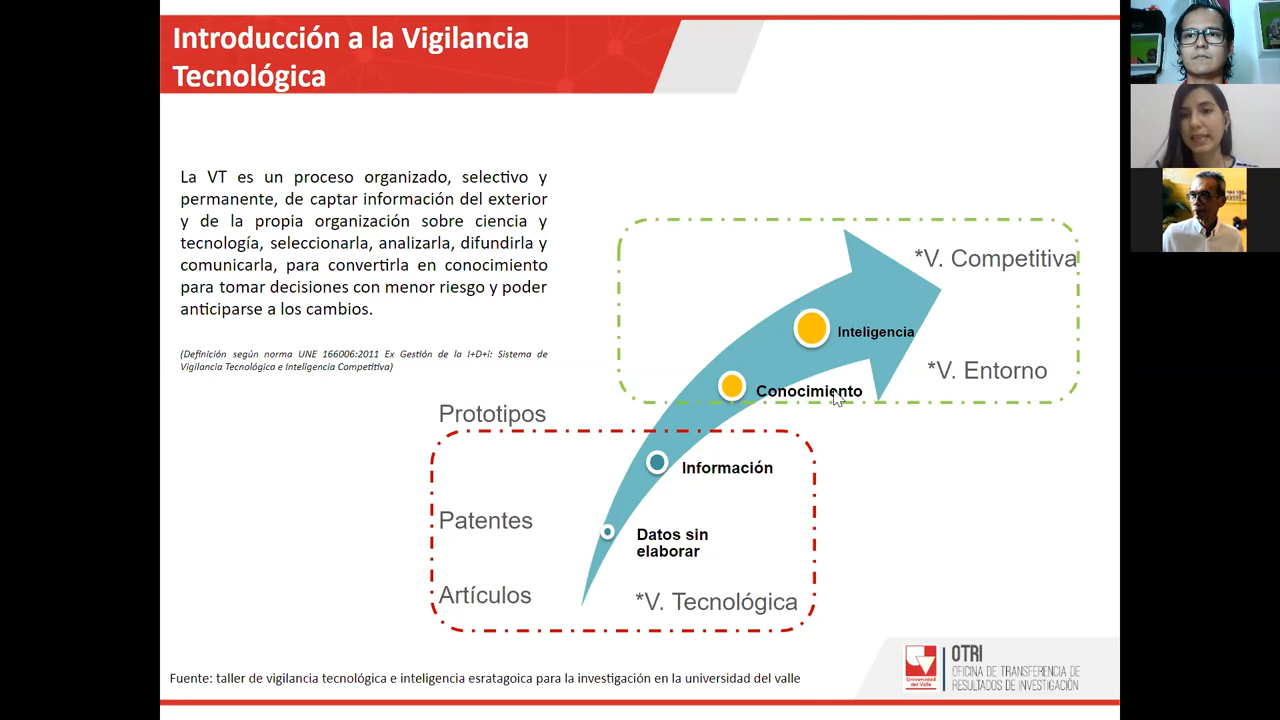 Introducción a la Vigilancia
Tecnológica
La VT es un proceso organizado, selectivo y
permanente, de captar información del exterior
y de la propia organización sobre ciencia y
tecnología, seleccionarla, analizarla, difundirla y
comunicarla, para convertirla en conocimiento
para tomar decisiones con menor riesgo y poder
anticiparse a los cambios.
(Definición según norma UNE 166006:2011 Ex Gestión de la I+D+i: Sistema de
Vigilancia Tecnológica e Inteligencia Competitiva)
*V. Competitiva
Inteligencia
*V. Entorno
Conocimiento
Prototipos
Información
Patentes
Datos sin
elaborar
Artículos
*V. Tecnológica
Fuente: taller de vigilancia tecnológica e inteligencia esratagoica para la investigación en la universidad del valle
Universidad
del Valle
OTRI
OFICINA DE TRANSFERENCIA DE
RESULTADOS DE INVESTIGACIÓN